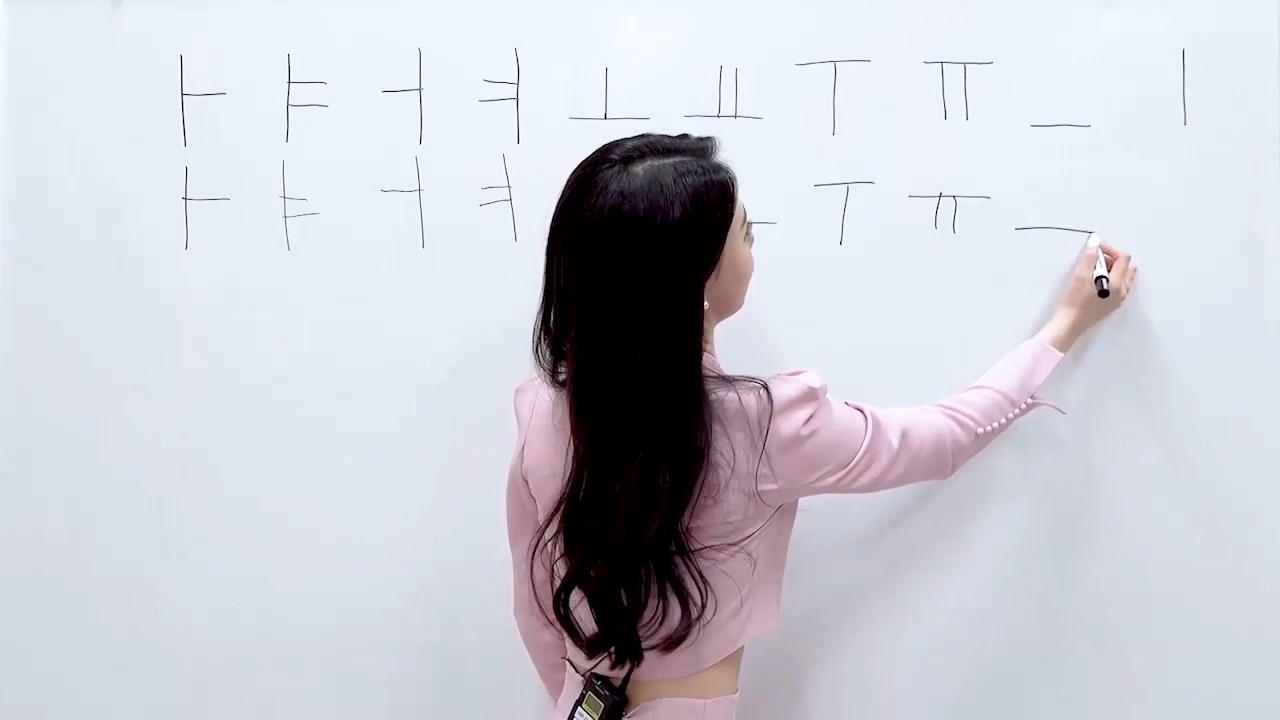 ㅏ ㅑ ㅓ ㅕ ㅗ ㅛ ㅜ ㅠ ㅡ ㅣ
ㅏ ㅑ ㅓ ㅕ ㅜ ㅠ ㅡ